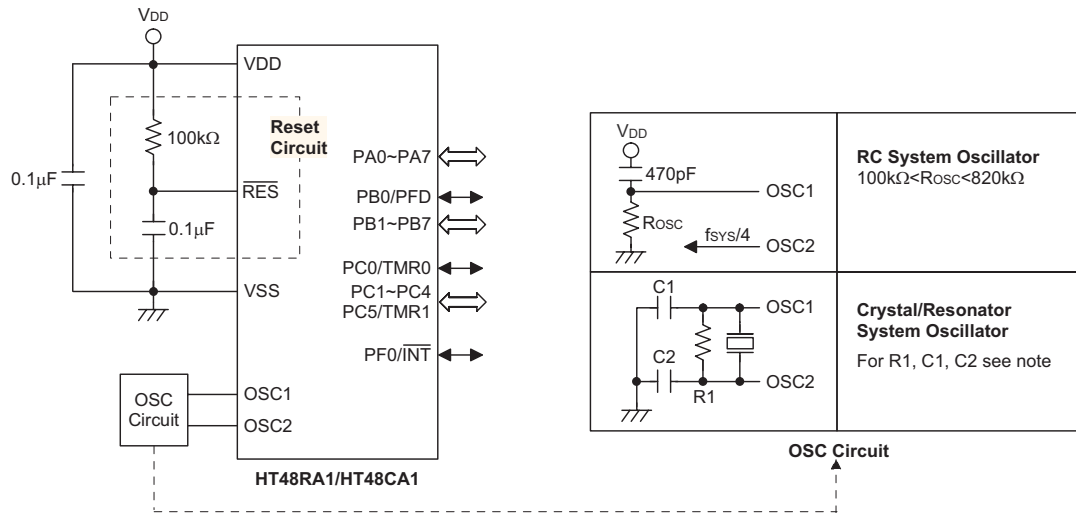 VDD
VDD
100kΩ
Reset
Circuit
0.1μF
RES
0.1μF
VSS
PA0~PA7
PB0/PFD
PB1~PB7
PC0/TMR0
PC1~PC4
PC5/TMR1
PF0/INT
OSC
Circuit
OSC1
OSC2
HT48RA1/HT48CA1
VDD
470pF
OSC1
ROSC
fSYS/4
OSC2
RC System Oscillator
100kΩ<ROSC<820kΩ
C1
OSC1
C2
OSC2
R1
Crystal/Resonator
System Oscillator
For R1, C1, C2 see note
OSC Circuit